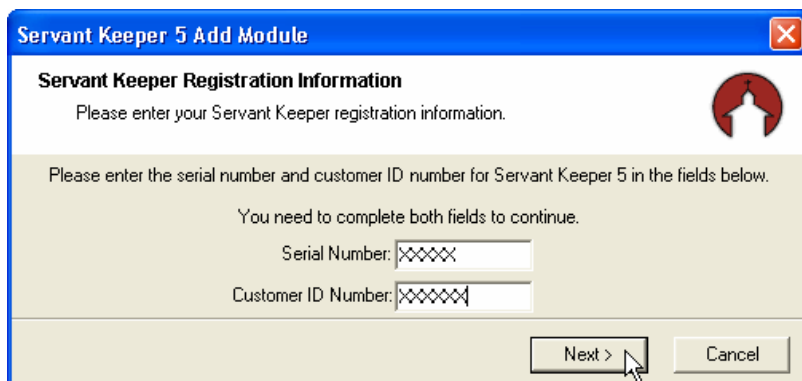 Servant Keeper 5 Add Module
Servant Keeper Registration Information
Please enter your Servant Keeper registration information.
Please enter the serial number and customer ID number for Servant Keeper 5 in the fields below.
You need to complete both fields to continue.
Serial Number: XXXXX
Customer ID Number: XXXXXX
Next > Cancel